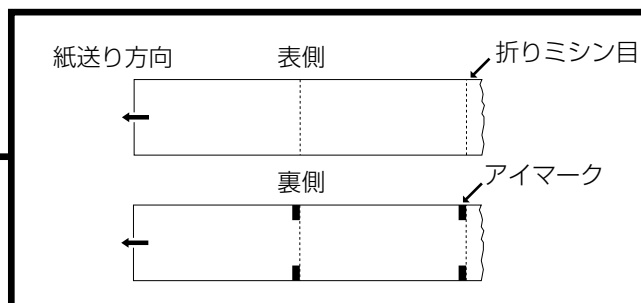 紙送り方向
表側
折りミシン目
裏側
アイマーク